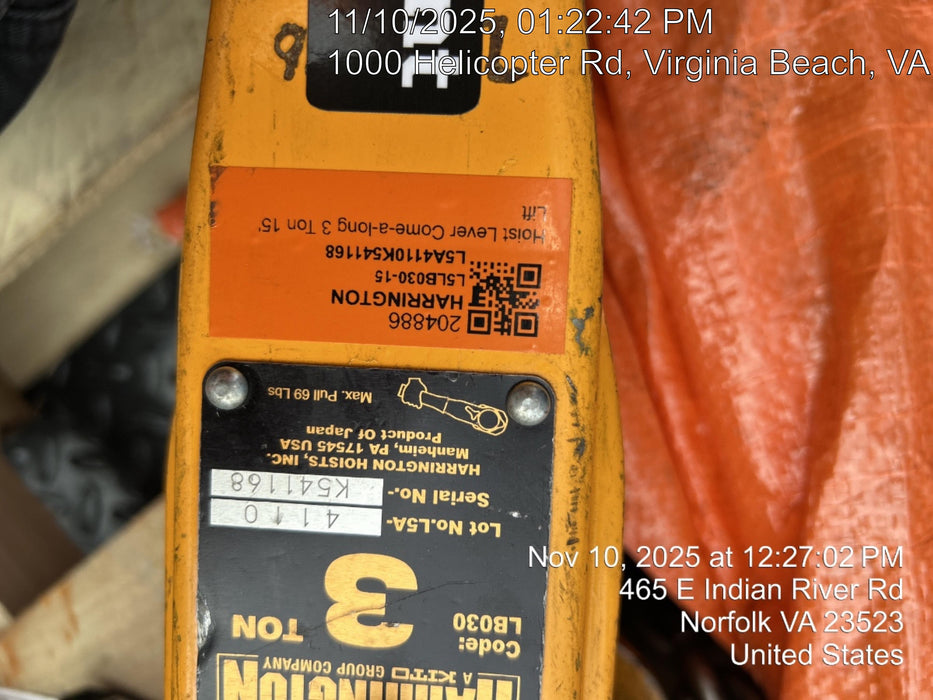 11/10/2025, 01:22:42 PM
1000 Helicopter Rd, Virginia Beach, VA
204886
HARRINGTON
L5LB030-15
L5A4110K541168
Hoist Lever Come-a-long 3 Ton 15'
Lift
HARRINGTON
A KITO GROUP COMPANY
Code:
LB030
3
TON
Lot No.L5A- 4110
Serial No.- K541168
HARRINGTON HOISTS, INC.
Manheim, PA 17545 USA
Product Of Japan
Max. Pull 69 Lbs
Nov 10, 2025 at 12:27:02 PM
465 E Indian River Rd
Norfolk VA 23523
United States